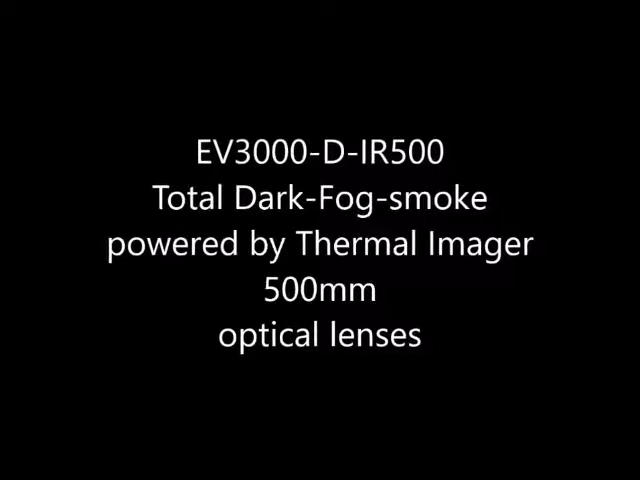 EV3000-D-IR500
Total Dark-Fog-smoke
powered by Thermal Imager
500mm
optical lenses